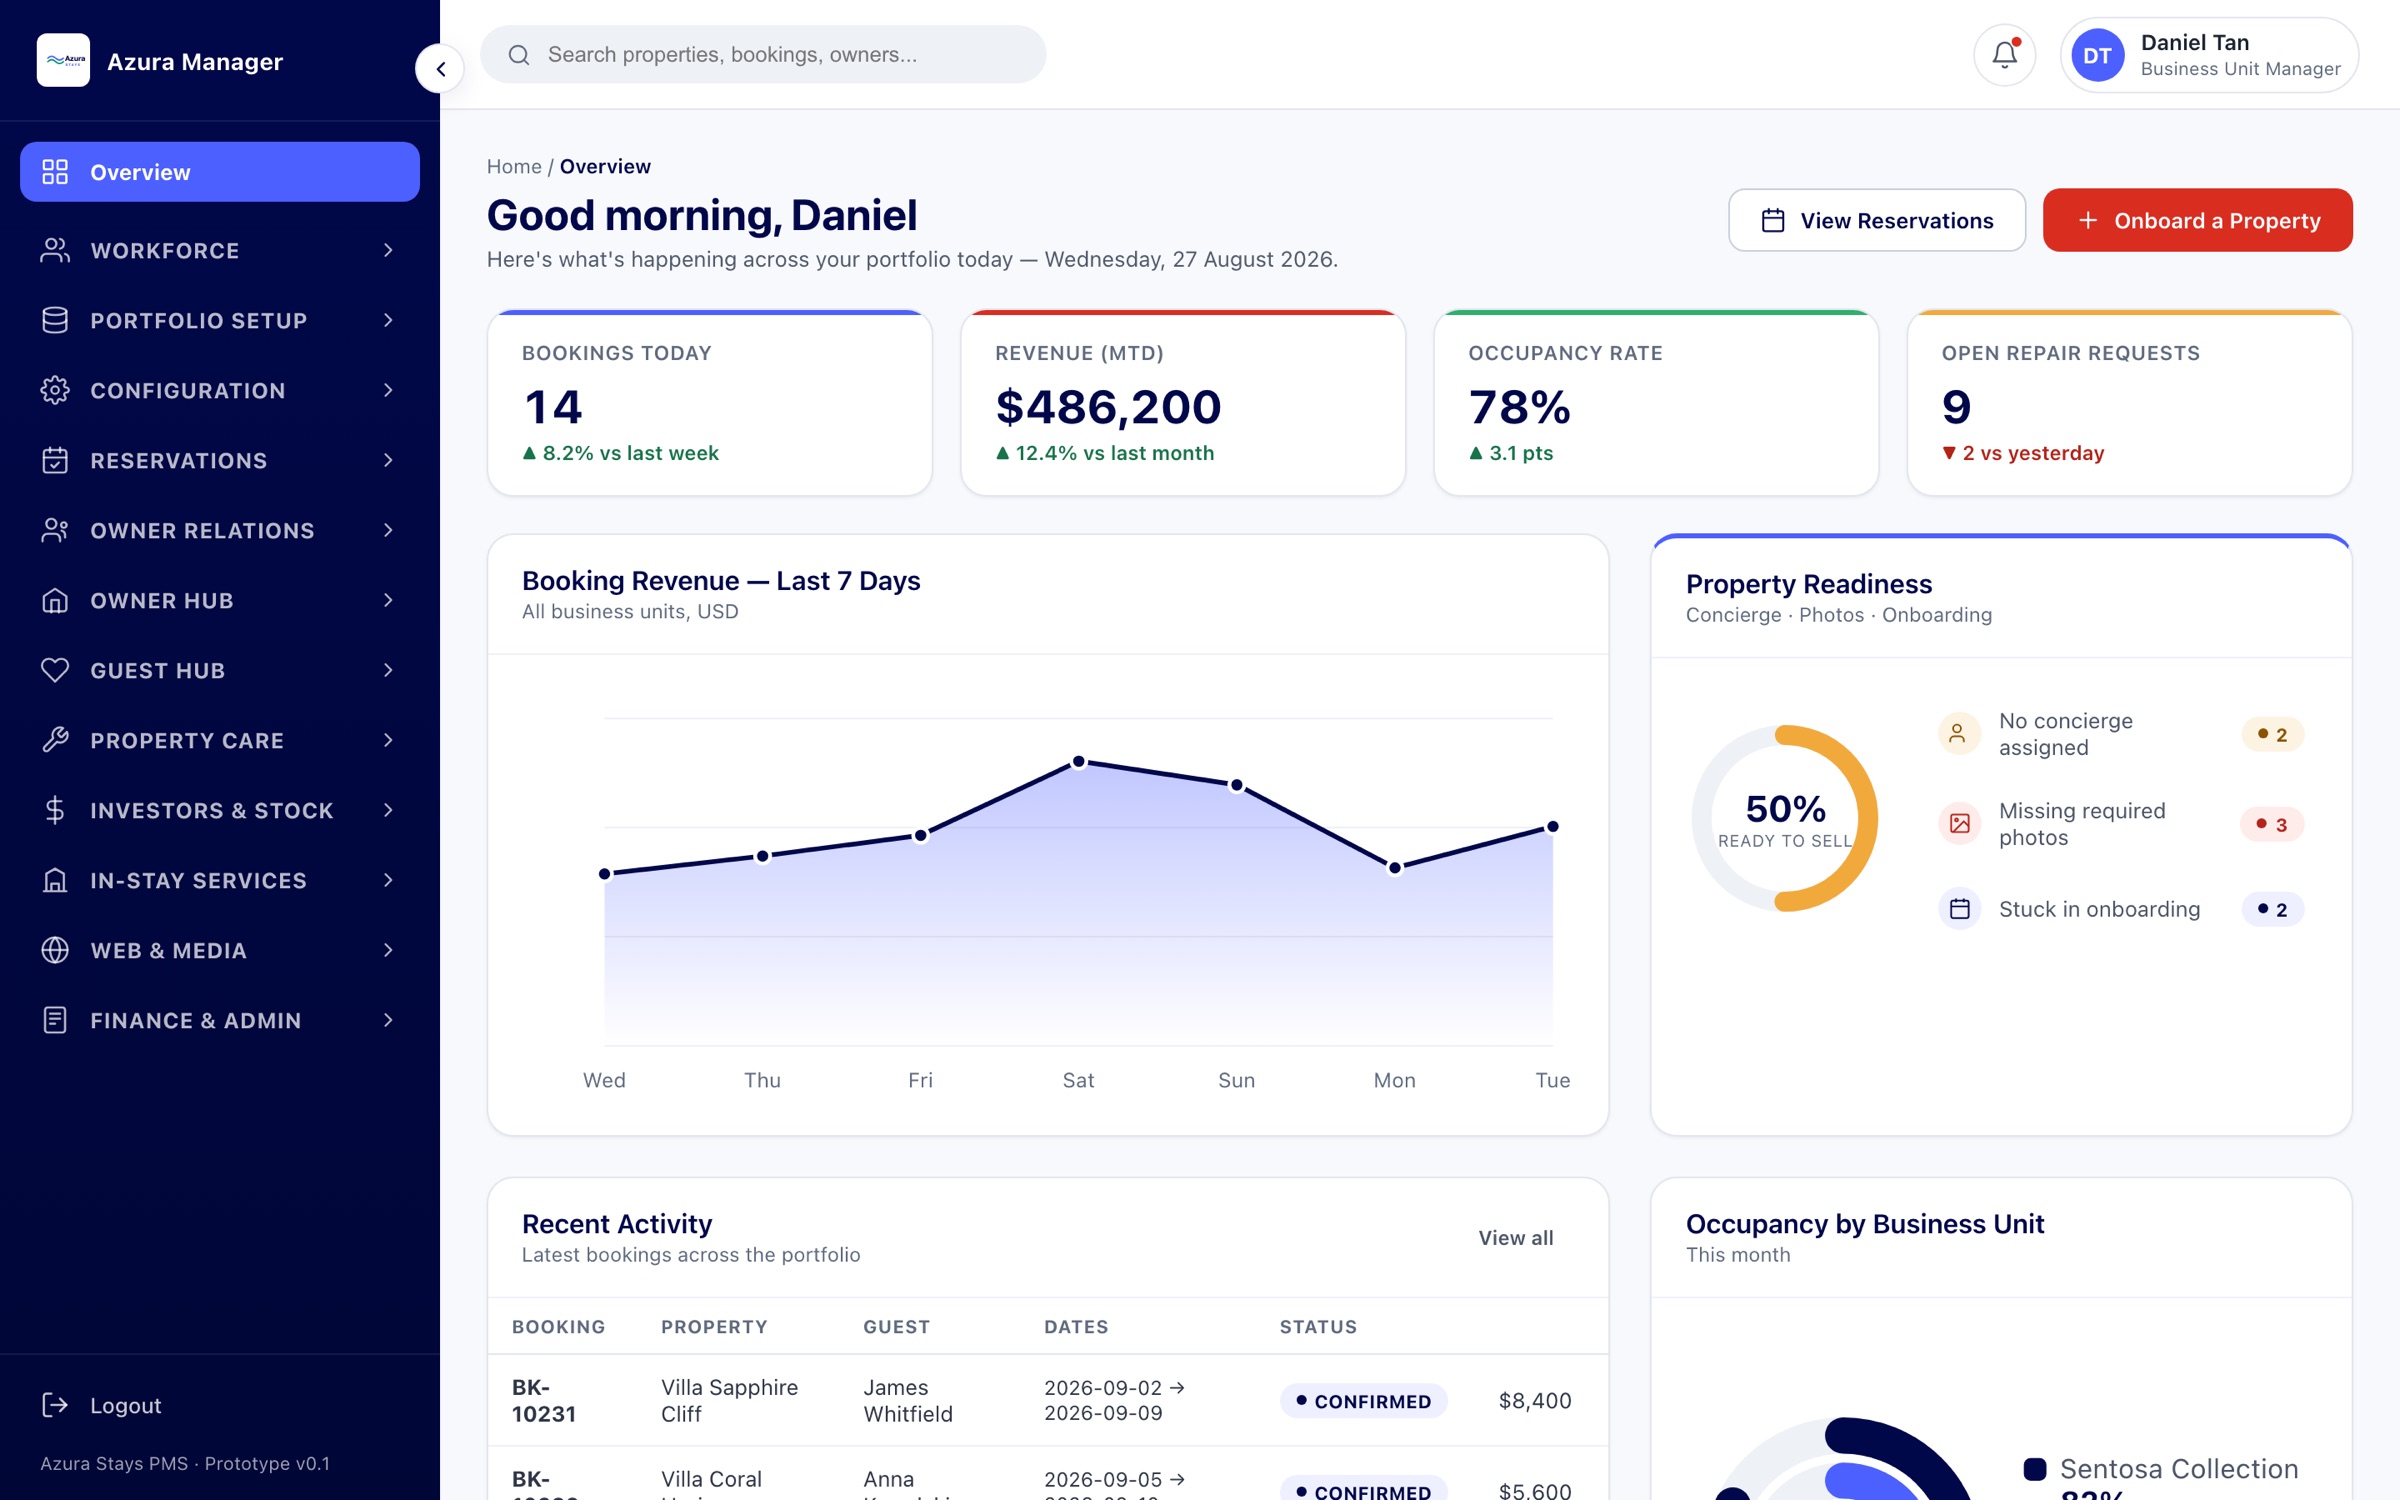 Azura
STAYS
Azura Manager
Search properties, bookings, owners...
DT
Daniel Tan
Business Unit Manager
Overview
WORKFORCE
PORTFOLIO SETUP
CONFIGURATION
RESERVATIONS
OWNER RELATIONS
OWNER HUB
GUEST HUB
PROPERTY CARE
INVESTORS & STOCK
IN-STAY SERVICES
WEB & MEDIA
FINANCE & ADMIN
Logout
Azura Stays PMS · Prototype v0.1
Home / Overview
Good morning, Daniel
Here's what's happening across your portfolio today — Wednesday, 27 August 2026.
View Reservations
+ Onboard a Property
BOOKINGS TODAY
14
▲ 8.2% vs last week
REVENUE (MTD)
$486,200
▲ 12.4% vs last month
OCCUPANCY RATE
78%
▲ 3.1 pts
OPEN REPAIR REQUESTS
9
▼ 2 vs yesterday
Booking Revenue — Last 7 Days
All business units, USD
Wed Thu Fri Sat Sun Mon Tue
Property Readiness
Concierge · Photos · Onboarding
50%
READY TO SELL
No concierge
assigned
2
Missing required
photos
3
Stuck in onboarding
2
Recent Activity
Latest bookings across the portfolio
View all
BOOKING PROPERTY GUEST DATES STATUS
BK-
10231
Villa Sapphire
Cliff
James
Whitfield
2026-09-02 →
2026-09-09
CONFIRMED
$8,400
BK-
Villa Coral
Anna
2026-09-05 →
CONFIRMED
$5,600
Occupancy by Business Unit
This month
Sentosa Collection